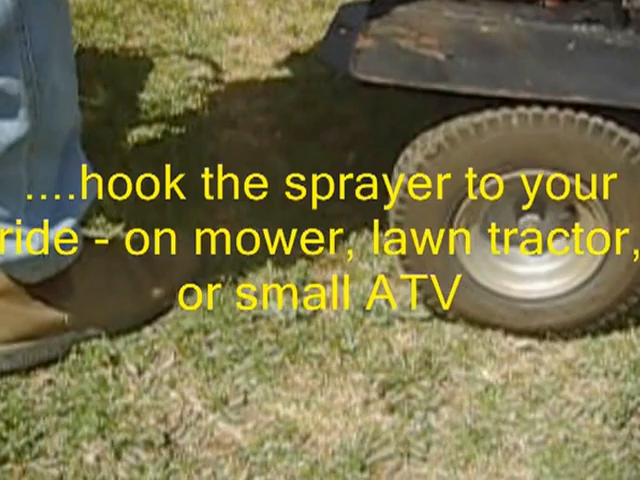 ....hook the sprayer to your
ride - on mower, lawn tractor,
or small ATV